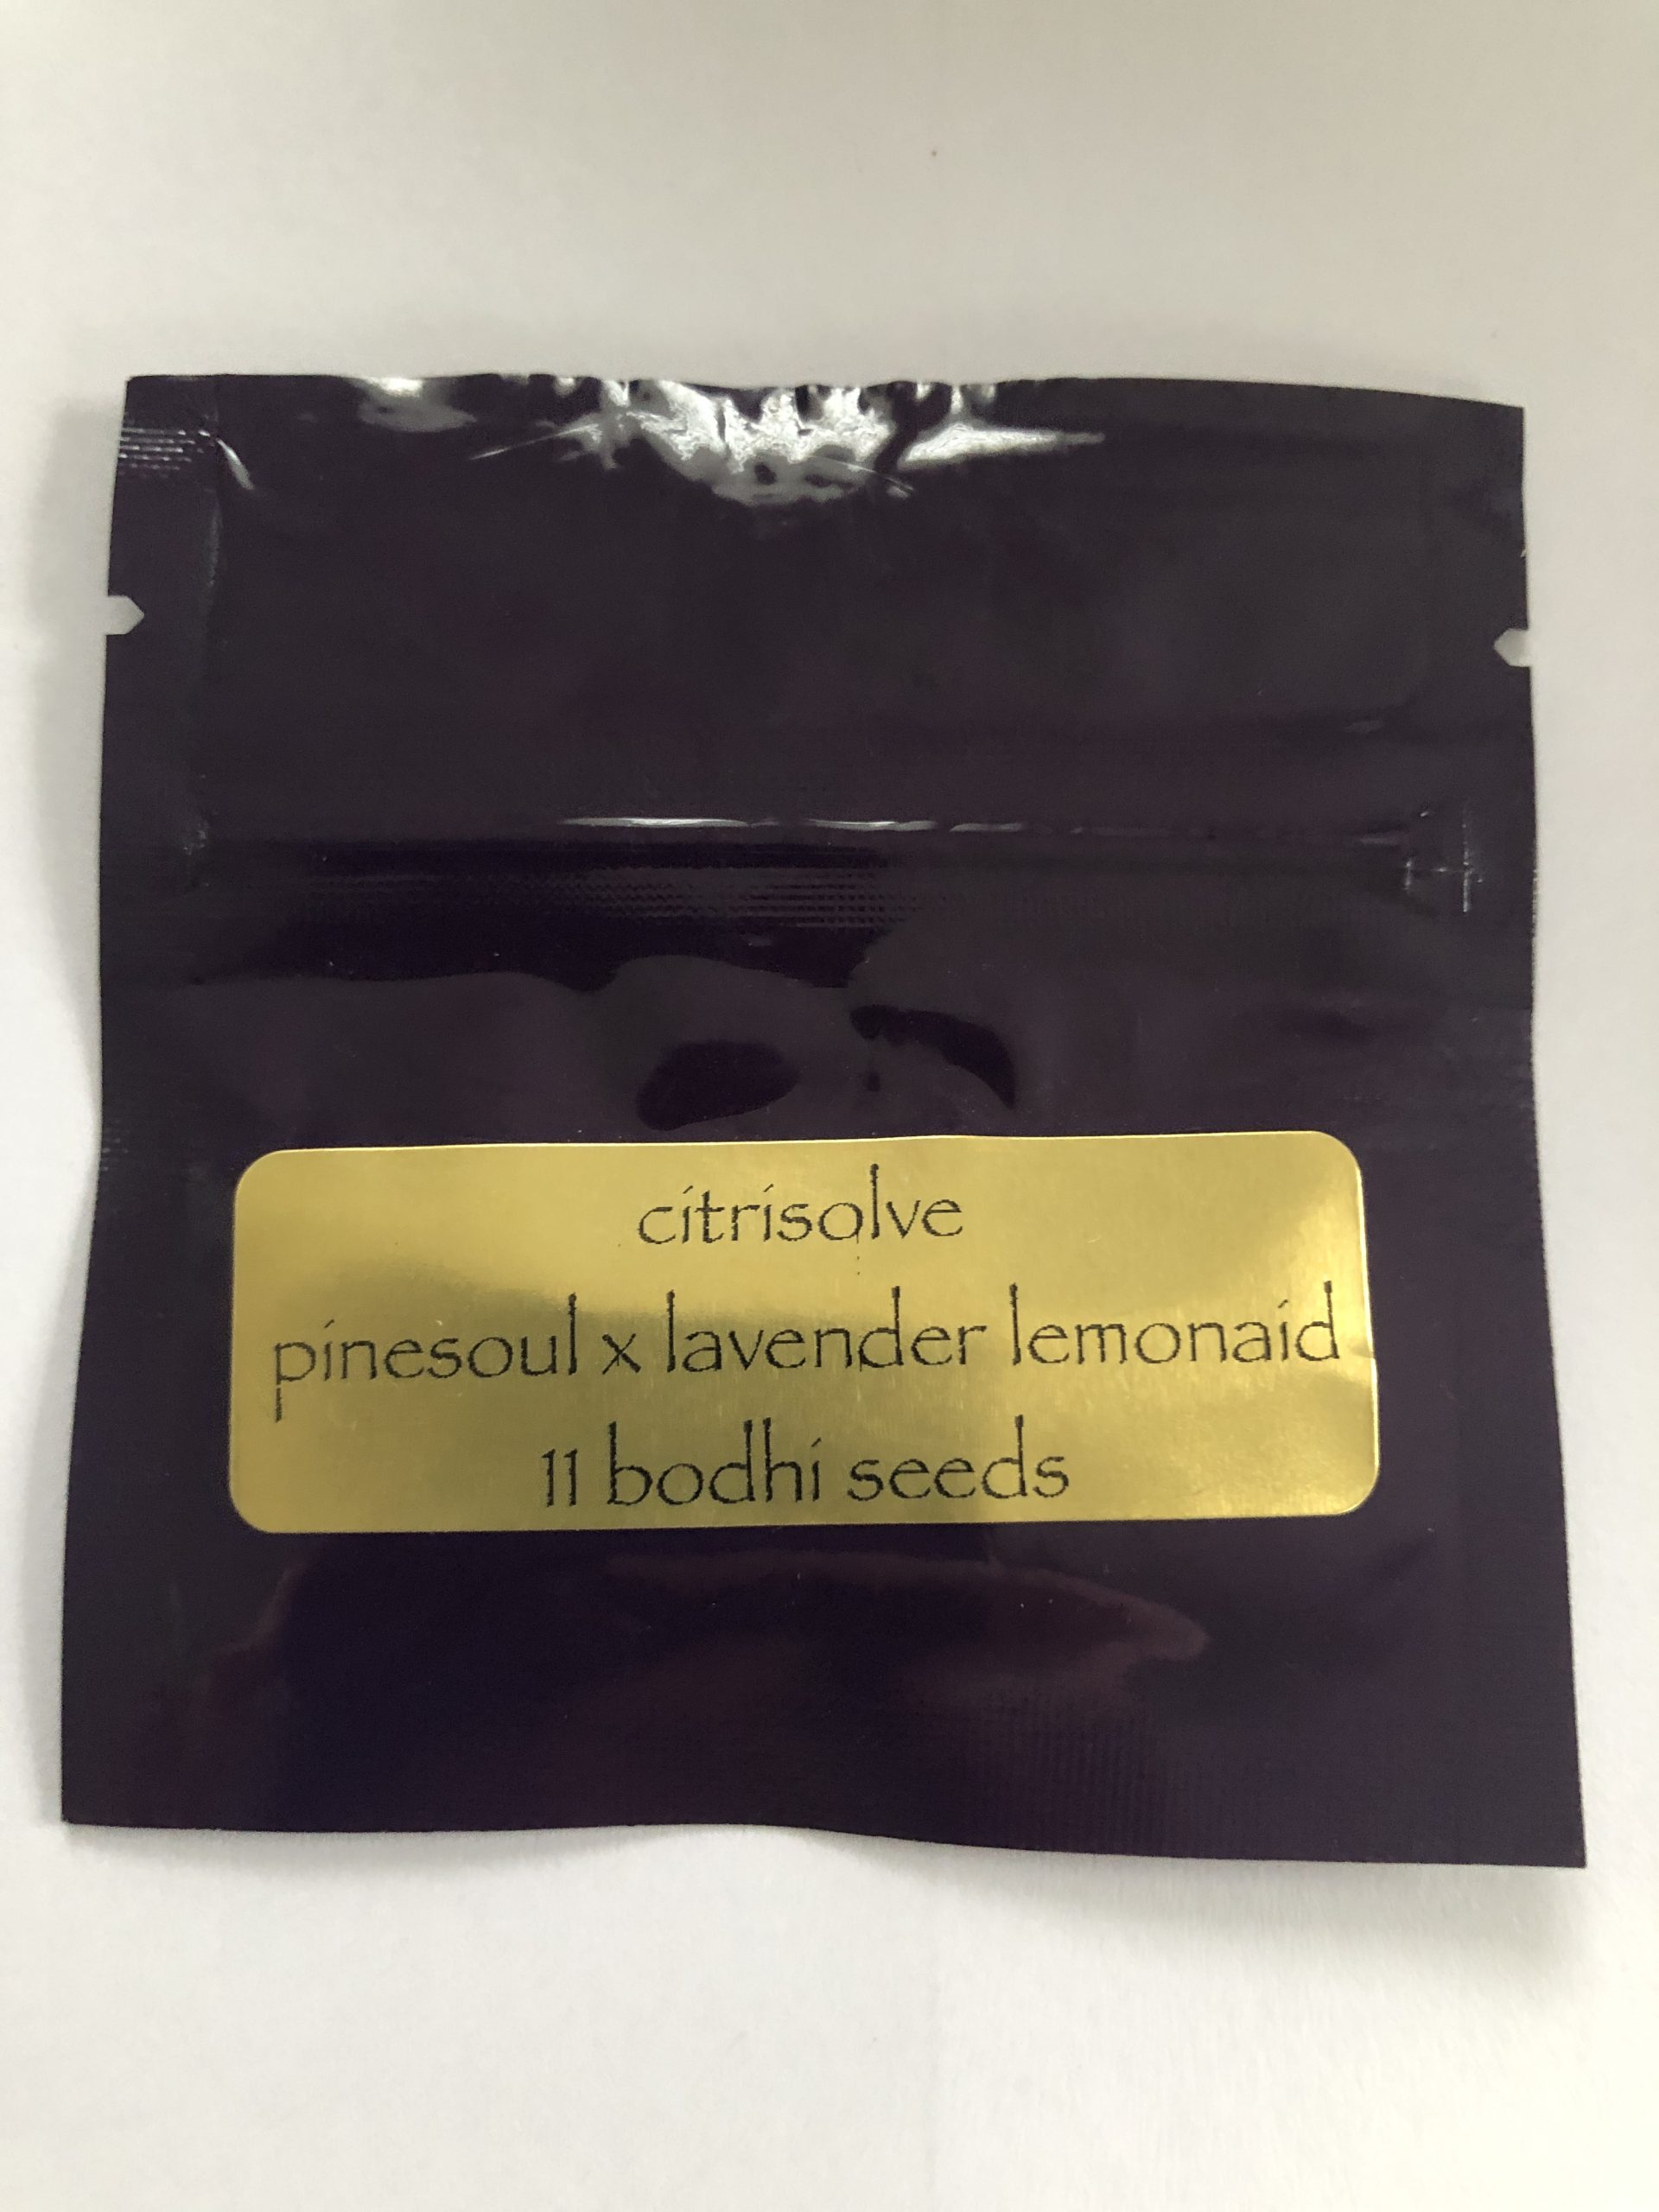 citrisolve
pinesoul x lavender lemonaid
11 bodhi seeds